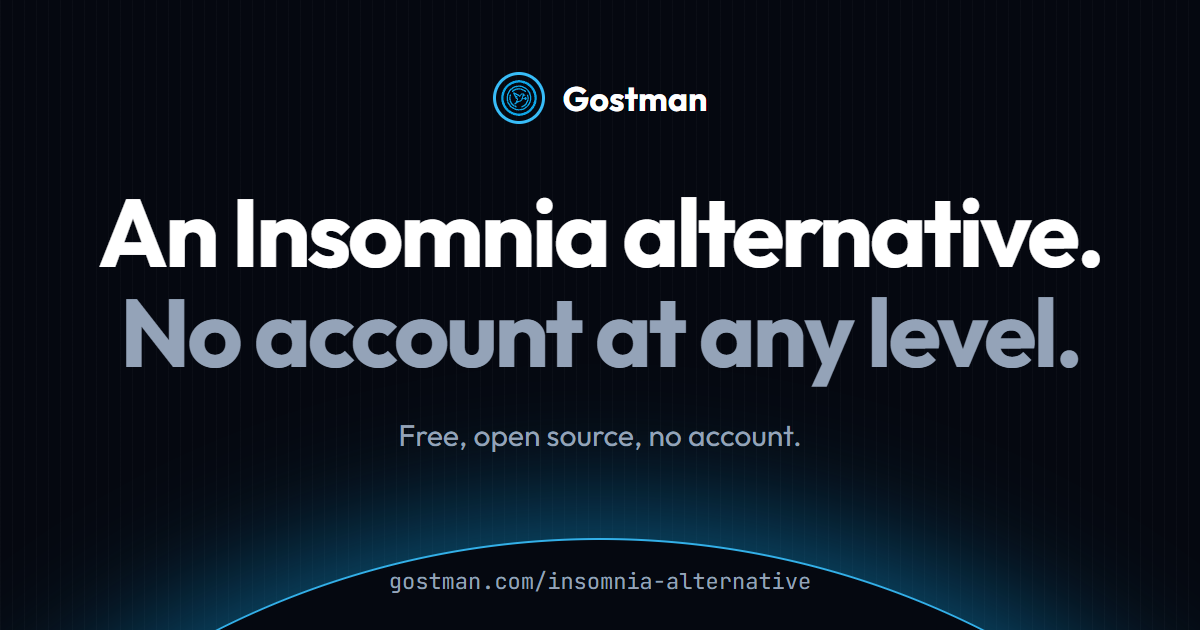 Gostman
An Insomnia alternative.
No account at any level.
Free, open source, no account.
gostman.com/insomnia-alternative